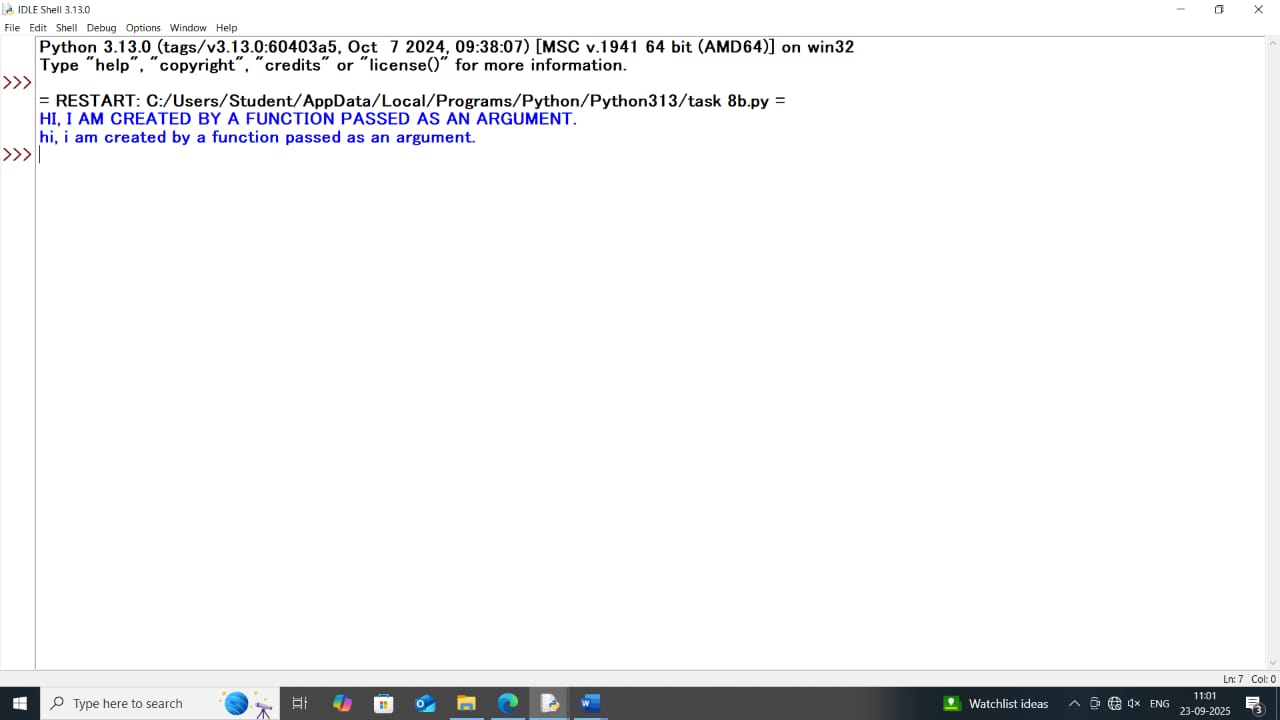 IDLE Shell 3.13.0
File Edit Shell Debug Options Window Help
Python 3.13.0 (tags/v3.13.0:60403a5, Oct  7 2024, 09:38:07) [MSC v.1941 64 bit (AMD64)] on win32
Type "help", "copyright", "credits" or "license()" for more information.
>>>
= RESTART: C:/Users/Student/AppData/Local/Programs/Python/Python313/task 8b.py =
HI, I AM CREATED BY A FUNCTION PASSED AS AN ARGUMENT.
hi, i am created by a function passed as an argument.
>>>
Ln: 7 Col: 0
Type here to search
Watchlist ideas
ENG
11:01
23-09-2025
3